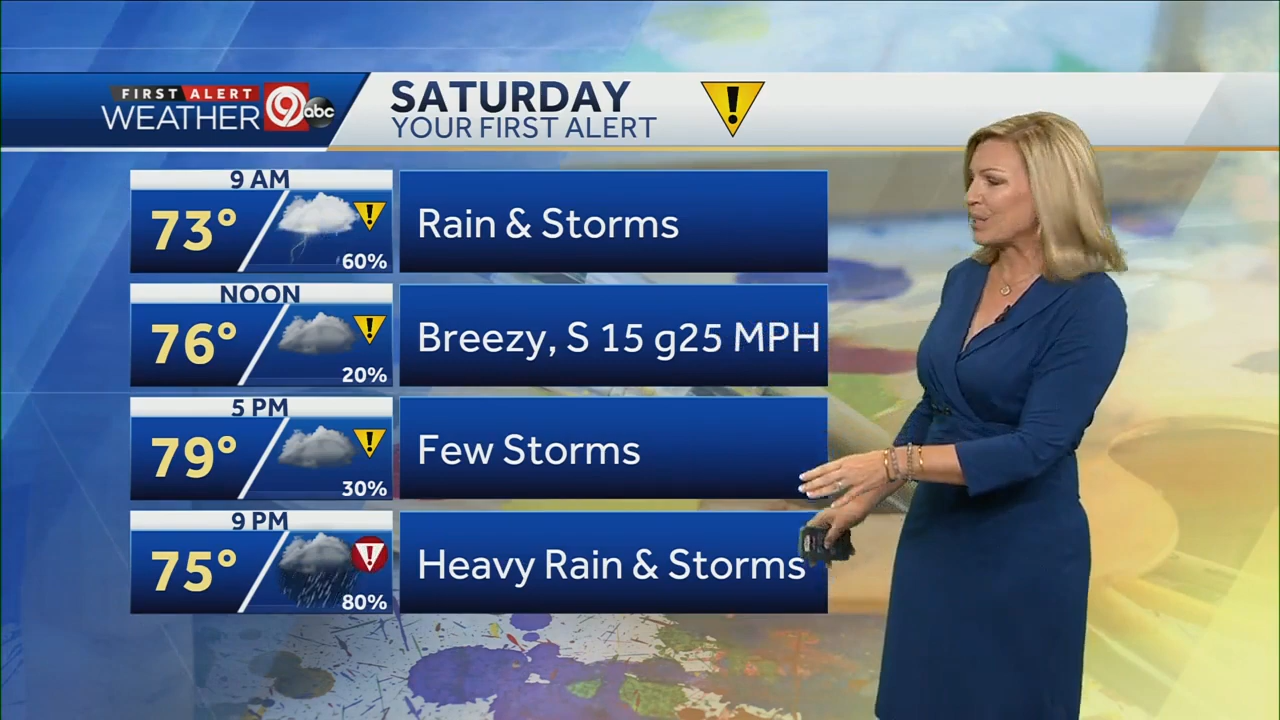 FIRST ALERT
WEATHER 9 abc
SATURDAY
YOUR FIRST ALERT
9 AM
73°
60%
Rain & Storms
NOON
76°
20%
Breezy, S 15 g25 MPH
5 PM
79°
30%
Few Storms
9 PM
75°
80%
Heavy Rain & Storms